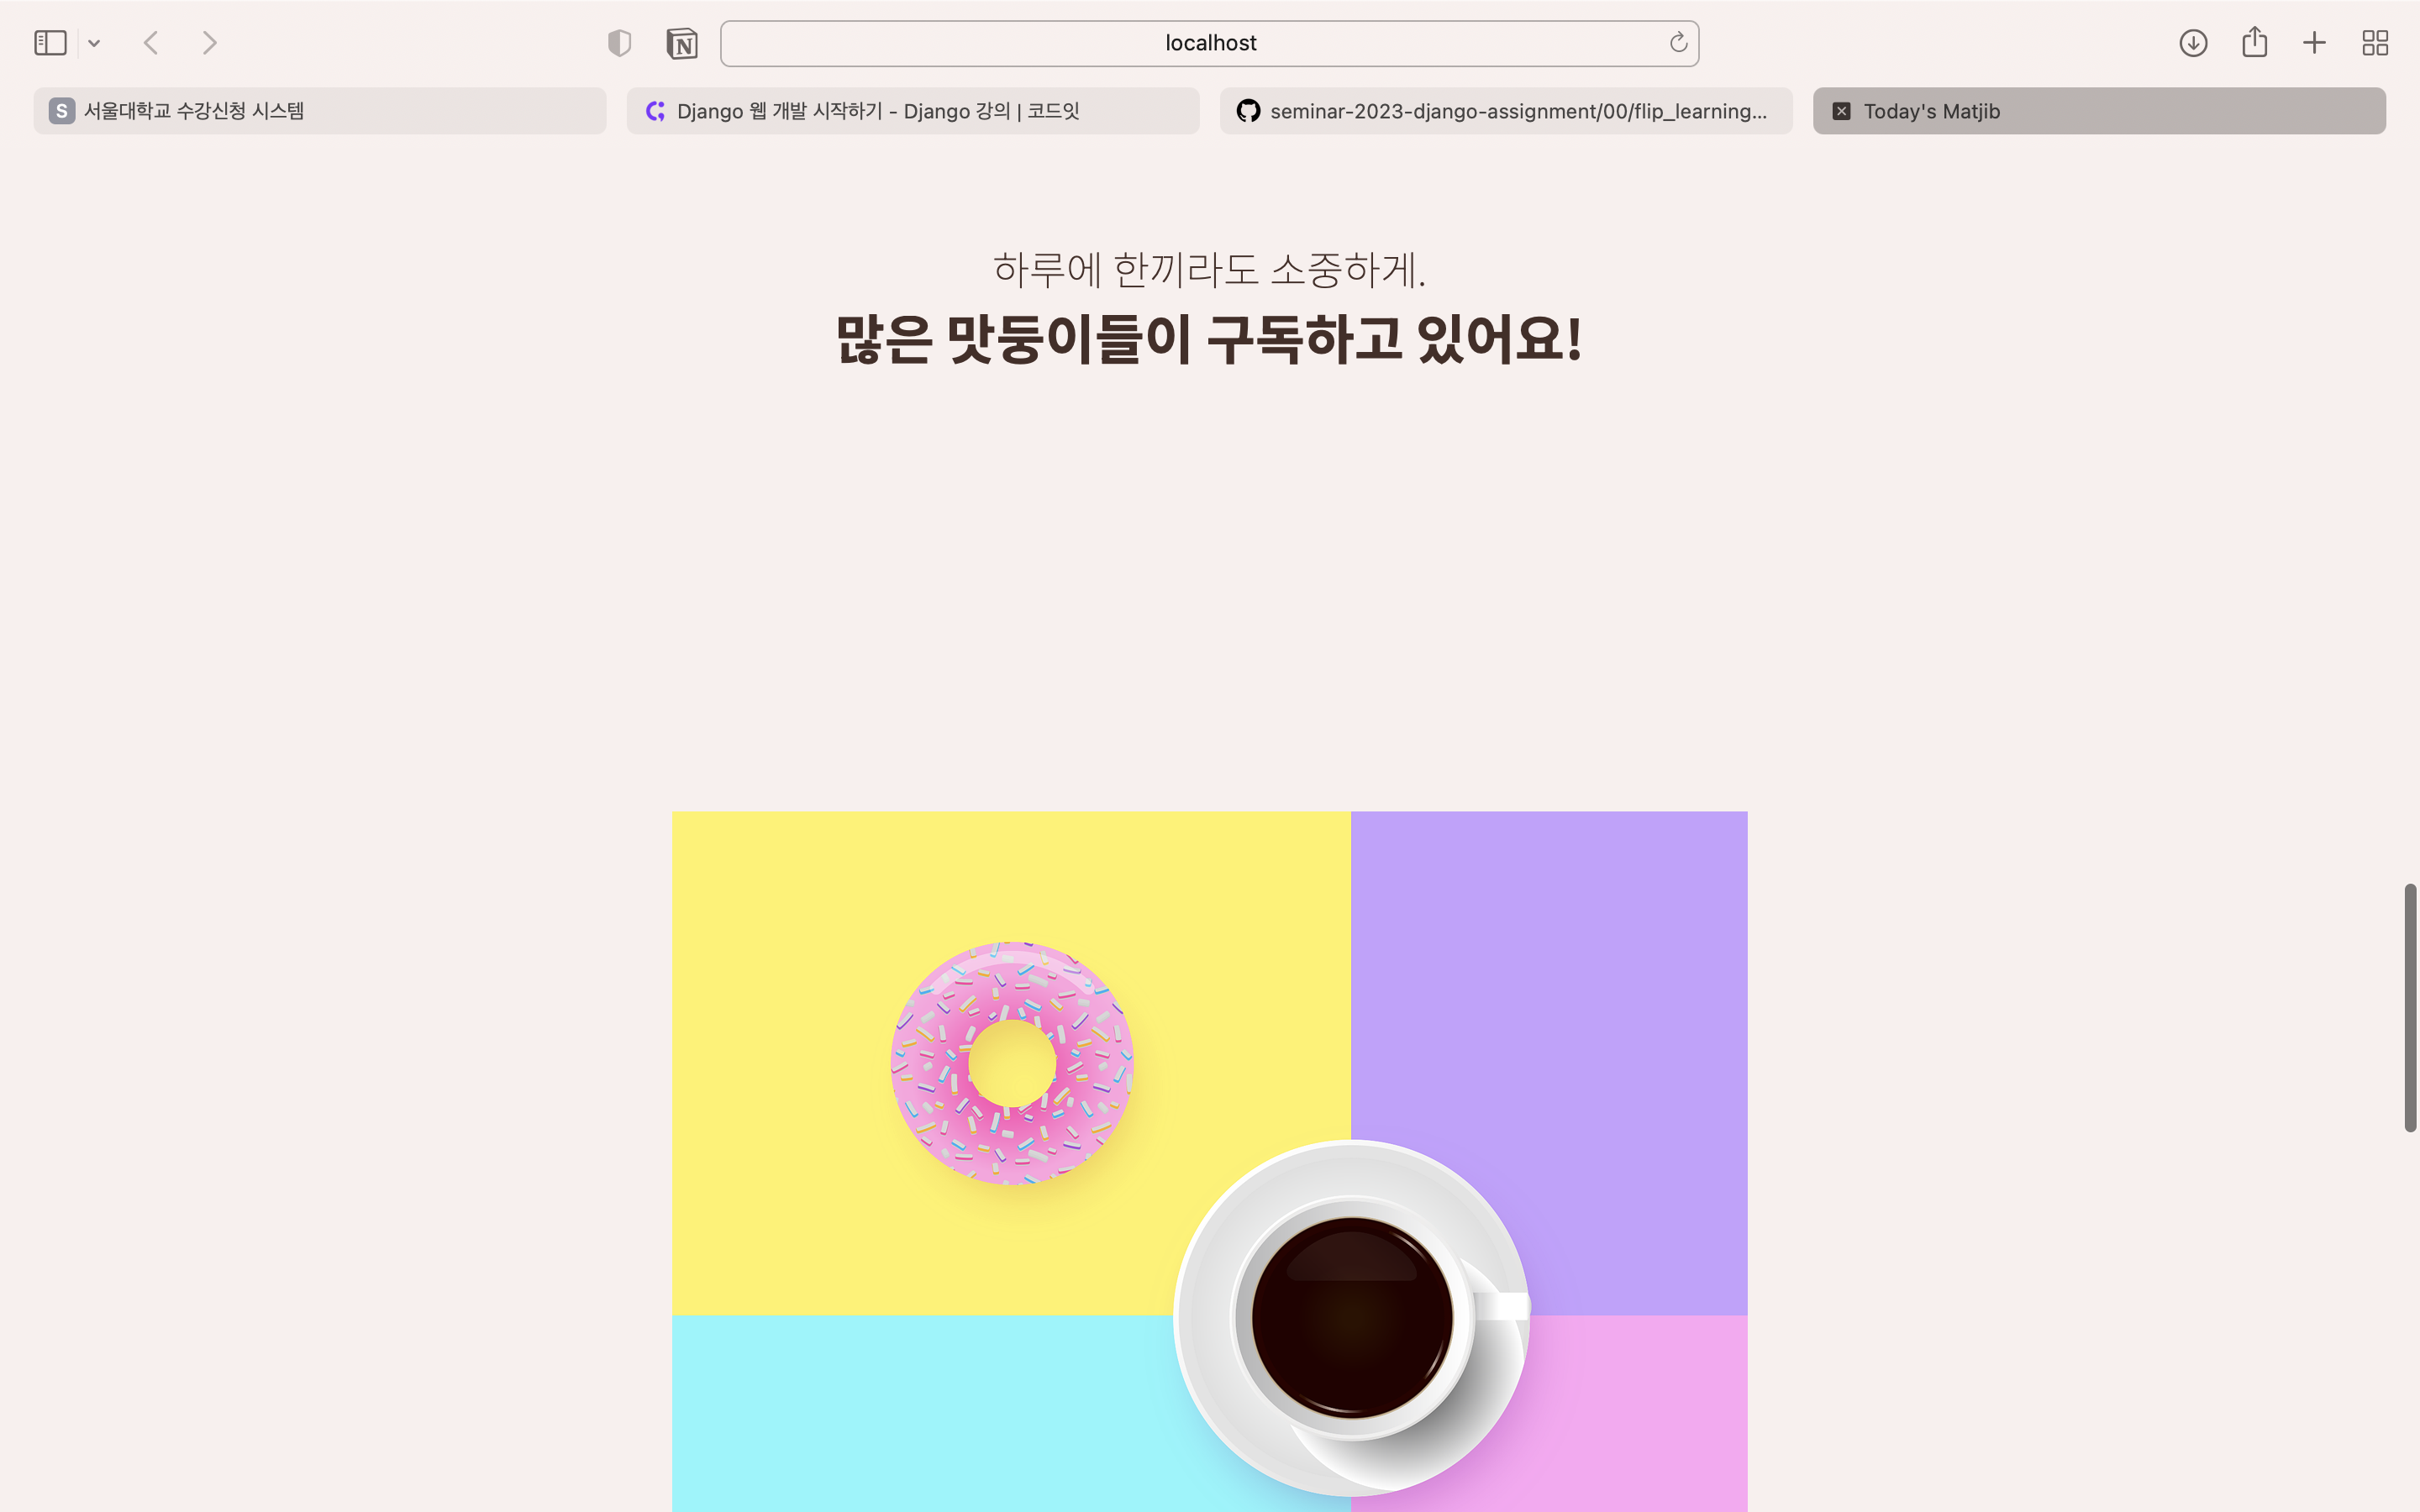 localhost
S 서울대학교 수강신청 시스템
Django 웹 개발 시작하기 - Django 강의 | 코드잇
seminar-2023-django-assignment/00/flip_learning...
Today's Matjib
하루에 한끼라도 소중하게.
많은 맛둥이들이 구독하고 있어요!